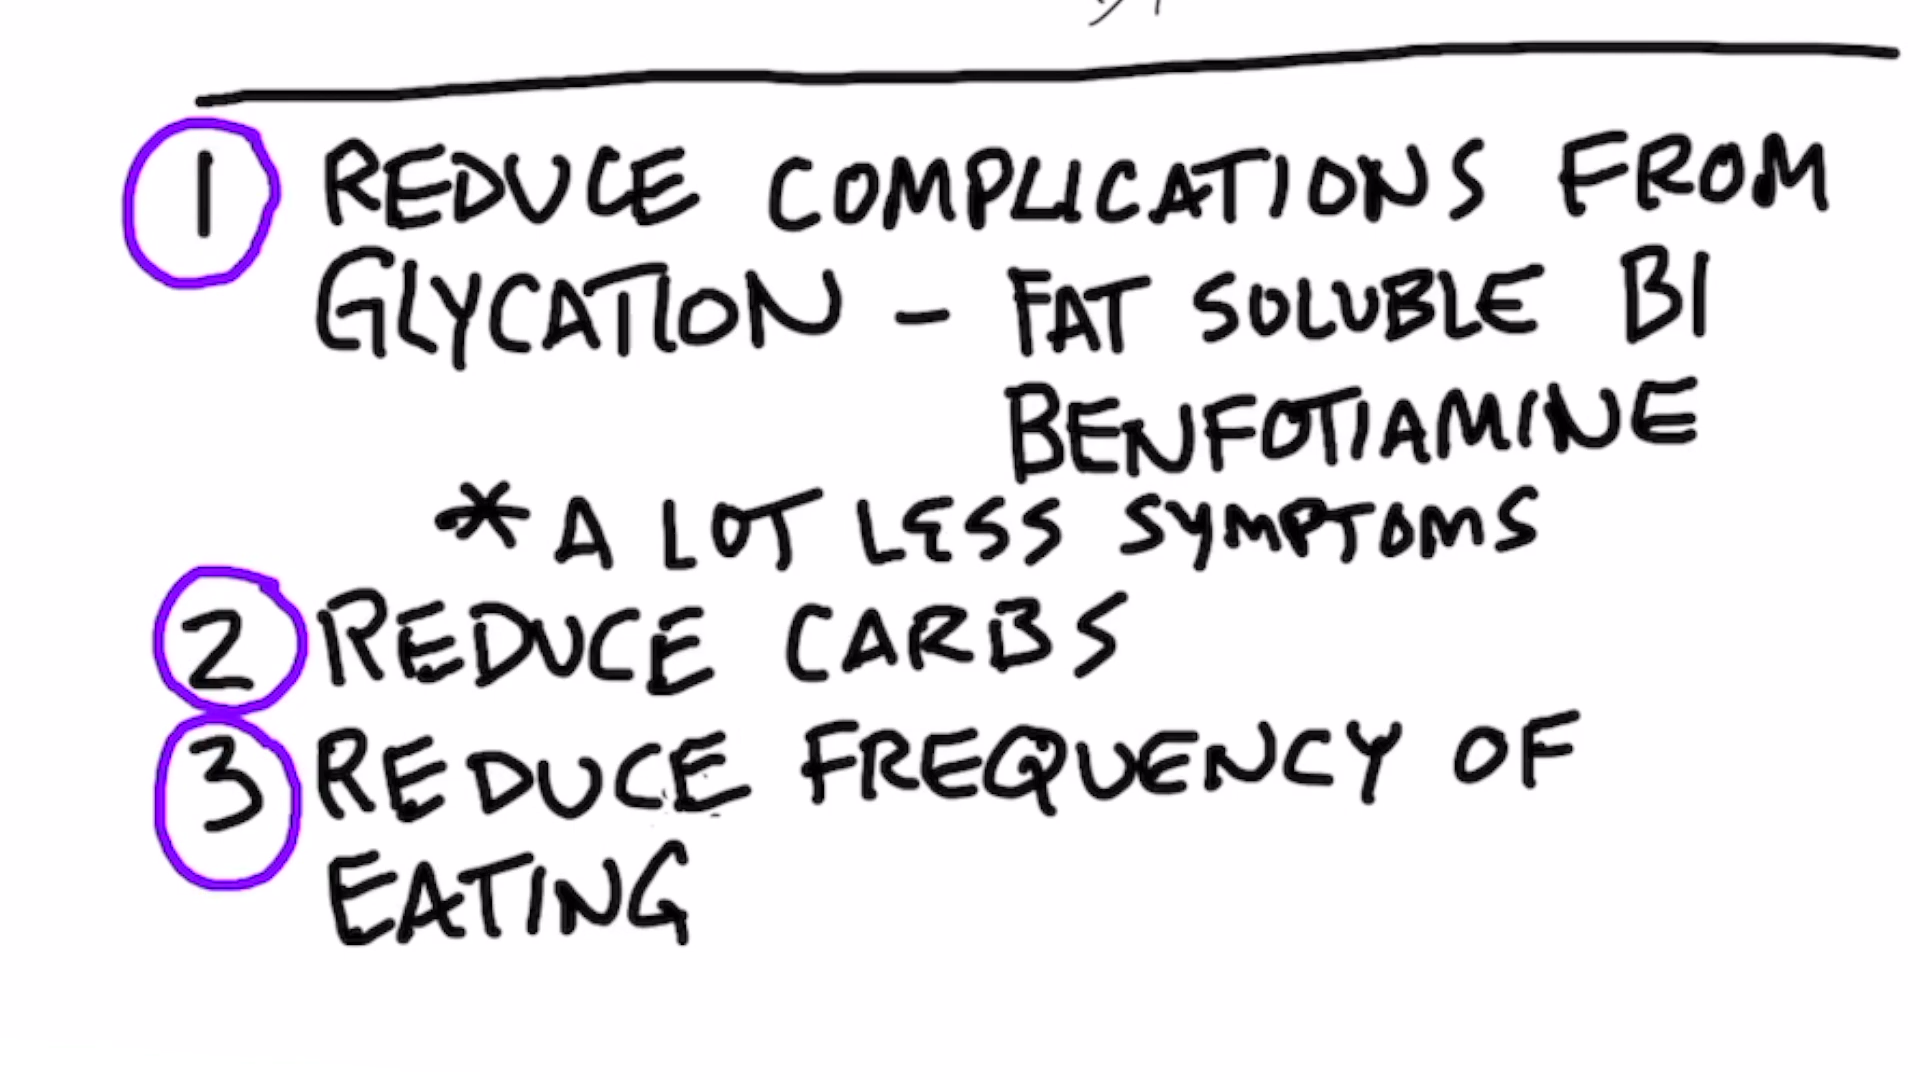 1 REDUCE COMPLICATIONS FROM
GLYCATION - FAT SOLUBLE B1
BENFOTIAMINE
* A LOT LESS SYMPTOMS
2 REDUCE CARBS
3 REDUCE FREQUENCY OF
EATING